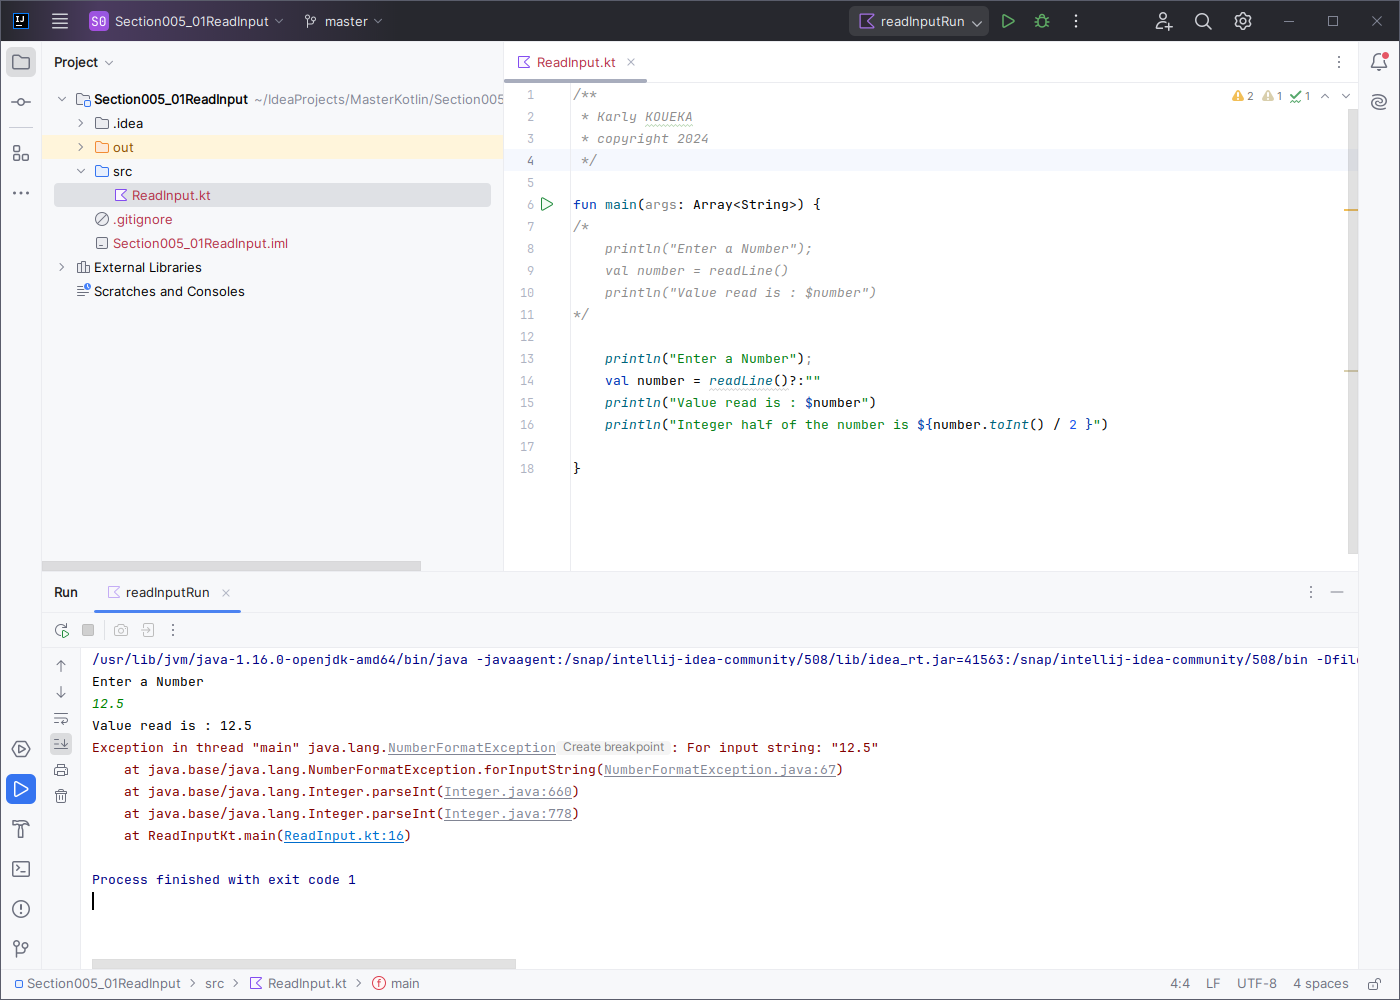 S0 Section005_01ReadInput master readInputRun
Project
Section005_01ReadInput ~/IdeaProjects/MasterKotlin/Section005
.idea
out
src
ReadInput.kt
.gitignore
Section005_01ReadInput.iml
External Libraries
Scratches and Consoles
ReadInput.kt
2 1 1
1 /**
2 * Karly KOUEKA
3 * copyright 2024
4 */
5
6 fun main(args: Array<String>) {
7 /*
8 println("Enter a Number");
9 val number = readLine()
10 println("Value read is : $number")
11 */
12
13 println("Enter a Number");
14 val number = readLine()?:""
15 println("Value read is : $number")
16 println("Integer half of the number is ${number.toInt() / 2 }")
17
18 }
Run readInputRun
/usr/lib/jvm/java-1.16.0-openjdk-amd64/bin/java -javaagent:/snap/intellij-idea-community/508/lib/idea_rt.jar=41563:/snap/intellij-idea-community/508/bin -Dfile
Enter a Number
12.5
Value read is : 12.5
Exception in thread "main" java.lang.NumberFormatException Create breakpoint : For input string: "12.5"
at java.base/java.lang.NumberFormatException.forInputString(NumberFormatException.java:67)
at java.base/java.lang.Integer.parseInt(Integer.java:660)
at java.base/java.lang.Integer.parseInt(Integer.java:778)
at ReadInputKt.main(ReadInput.kt:16)
Process finished with exit code 1
Section005_01ReadInput > src > ReadInput.kt > main 4:4 LF UTF-8 4 spaces